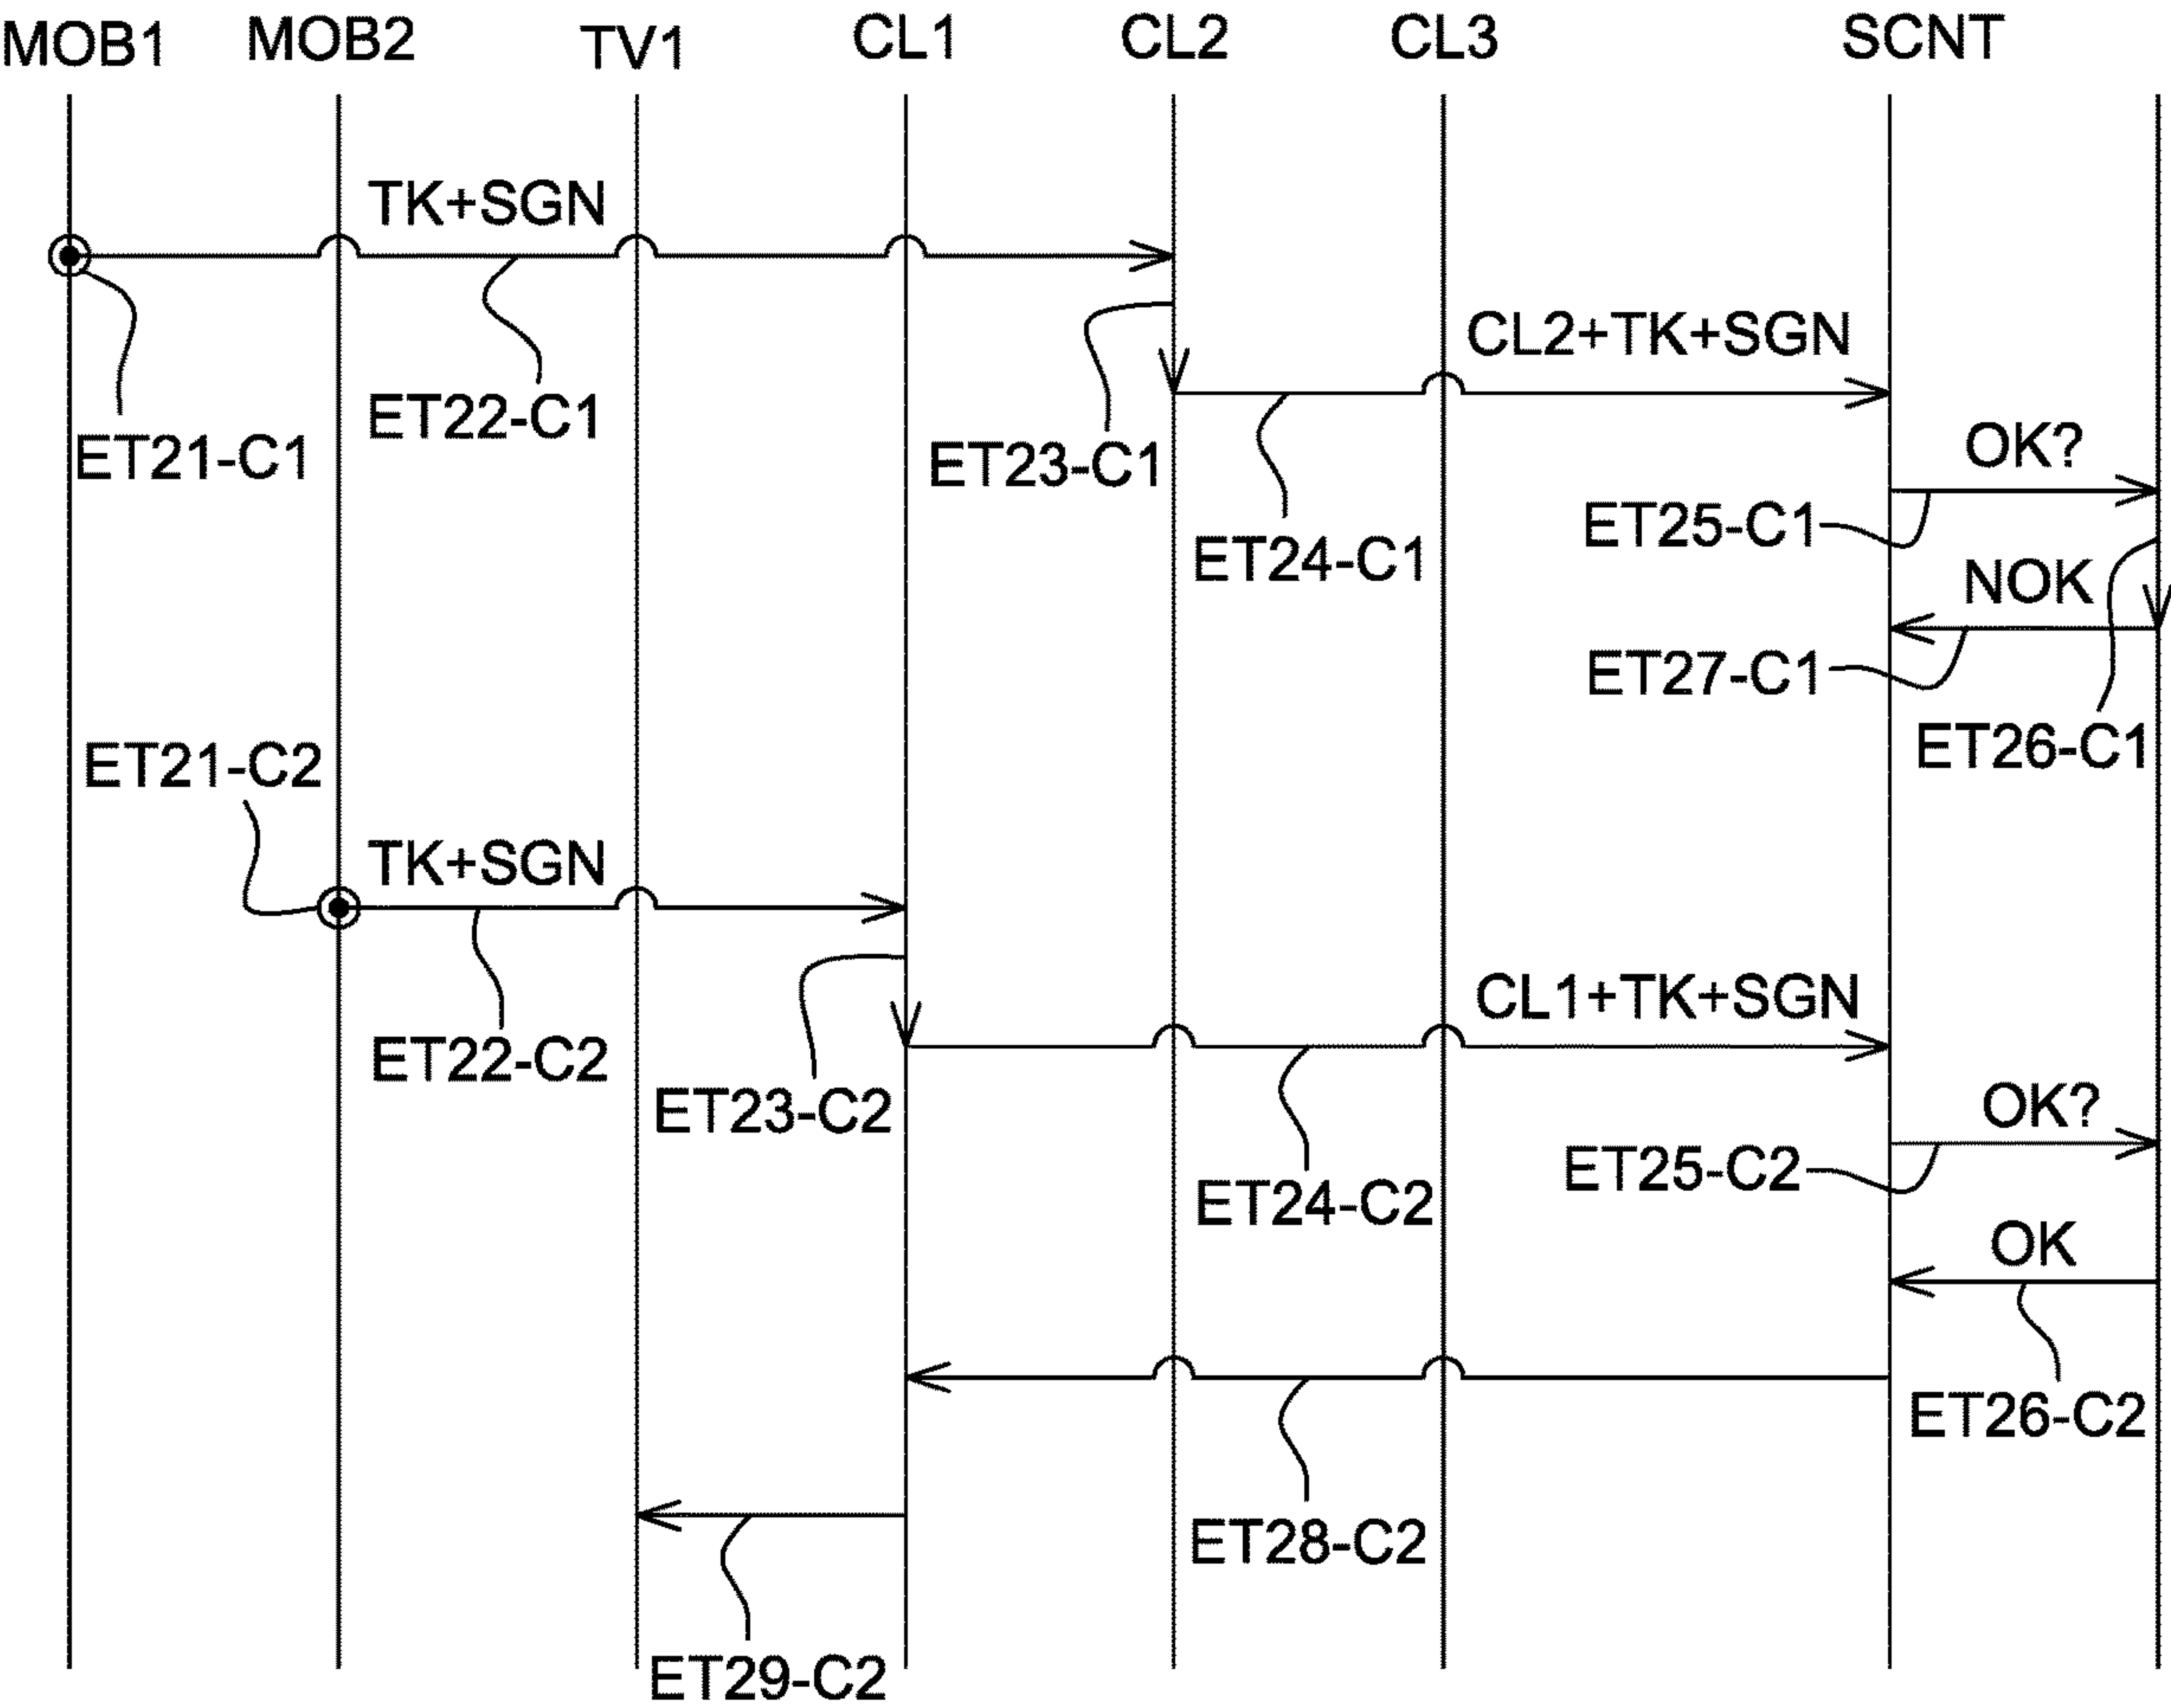 MOB1 MOB2 TV1 CL1 CL2 CL3 SCNT
TK+SGN
CL2+TK+SGN
ET22-C1
ET21-C1
ET23-C1
OK?
ET25-C1
ET24-C1
NOK
ET27-C1
ET26-C1
ET21-C2
TK+SGN
CL1+TK+SGN
ET22-C2
ET23-C2
OK?
ET25-C2
ET24-C2
OK
ET26-C2
ET28-C2
ET29-C2